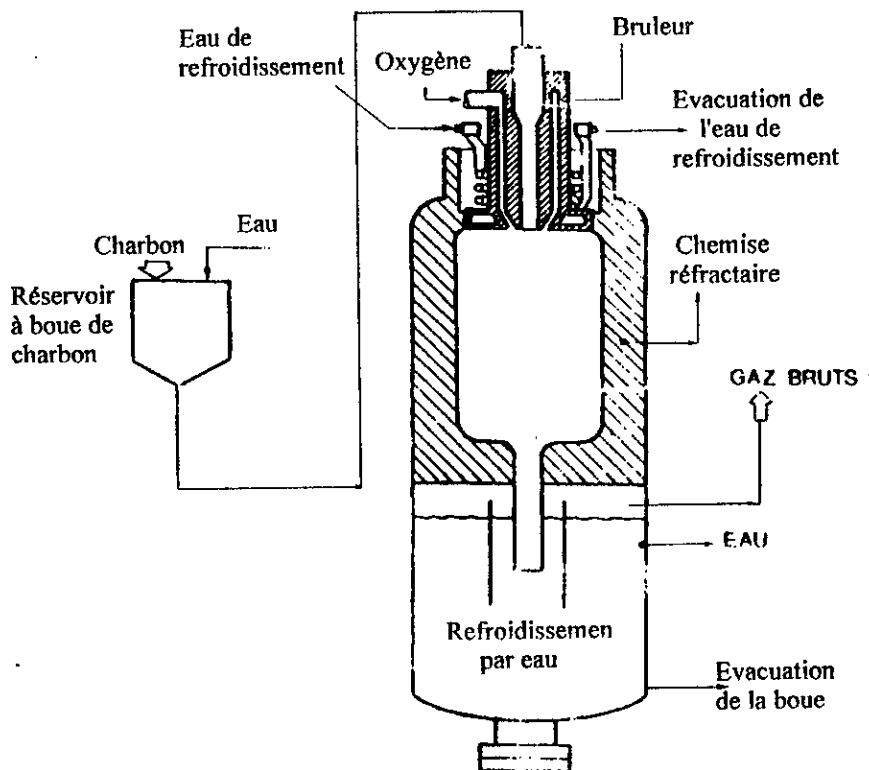 Eau de
refroidissement
Oxygène
Bruleur
Evacuation de
l'eau de
refroidissement
Charbon
Eau
Réservoir
à boue de
charbon
Chemise
réfractaire
GAZ BRUTS
EAU
Refroidissemen
par eau
Evacuation
de la boue